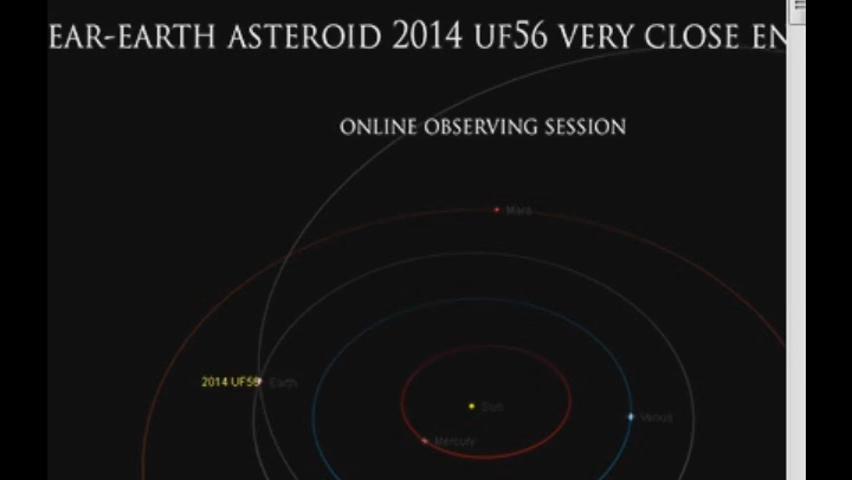 EAR-EARTH ASTEROID 2014 UF56 VERY CLOSE EN
ONLINE OBSERVING SESSION
Mars
2014 UF56
Earth
Sun
Venus
Mercury